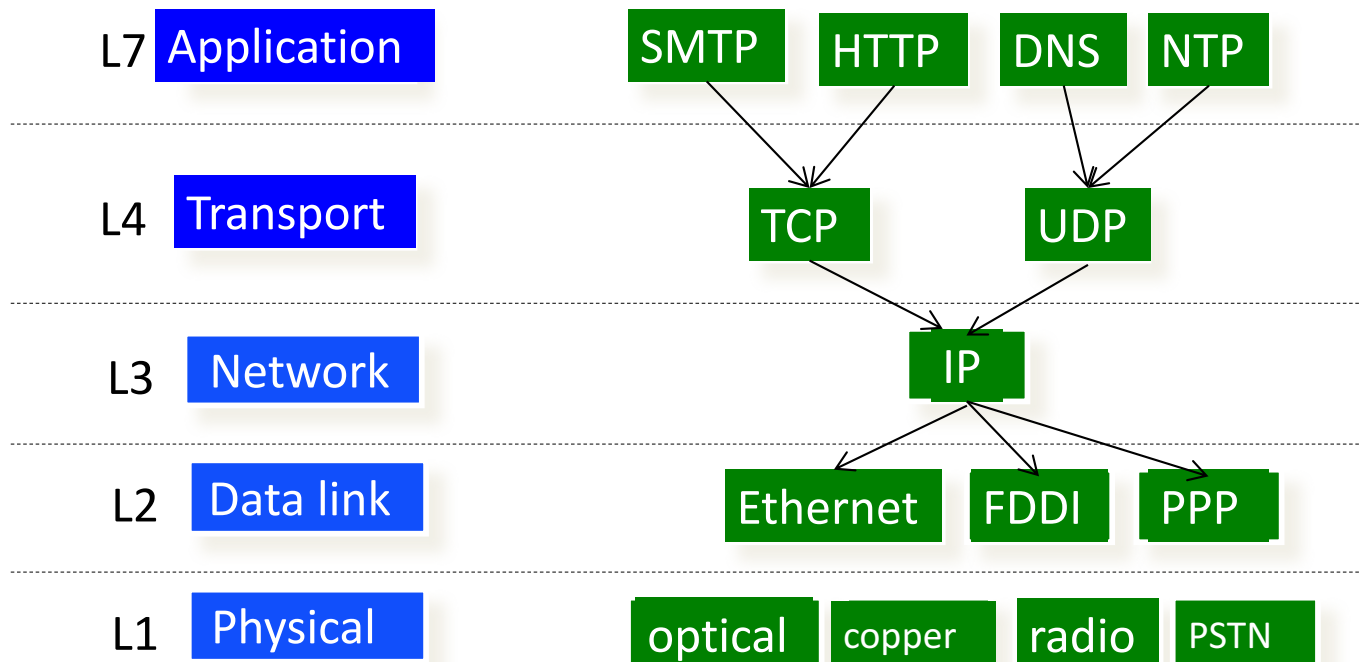 L7 Application SMTP HTTP DNS NTP
L4 Transport TCP UDP
L3 Network IP
L2 Data link Ethernet FDDI PPP
L1 Physical optical copper radio PSTN